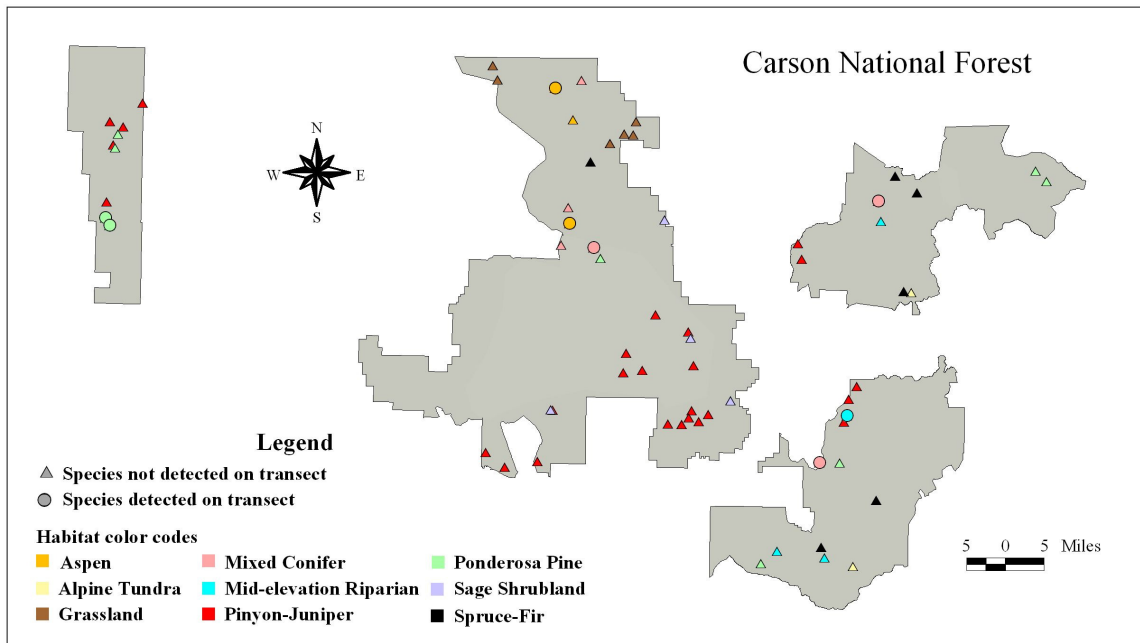 Carson National Forest
N
W E
S
Legend
Species not detected on transect
Species detected on transect
Habitat color codes
Aspen Mixed Conifer Ponderosa Pine
Alpine Tundra Mid-elevation Riparian Sage Shrubland
Grassland Pinyon-Juniper Spruce-Fir
5 0 5 Miles